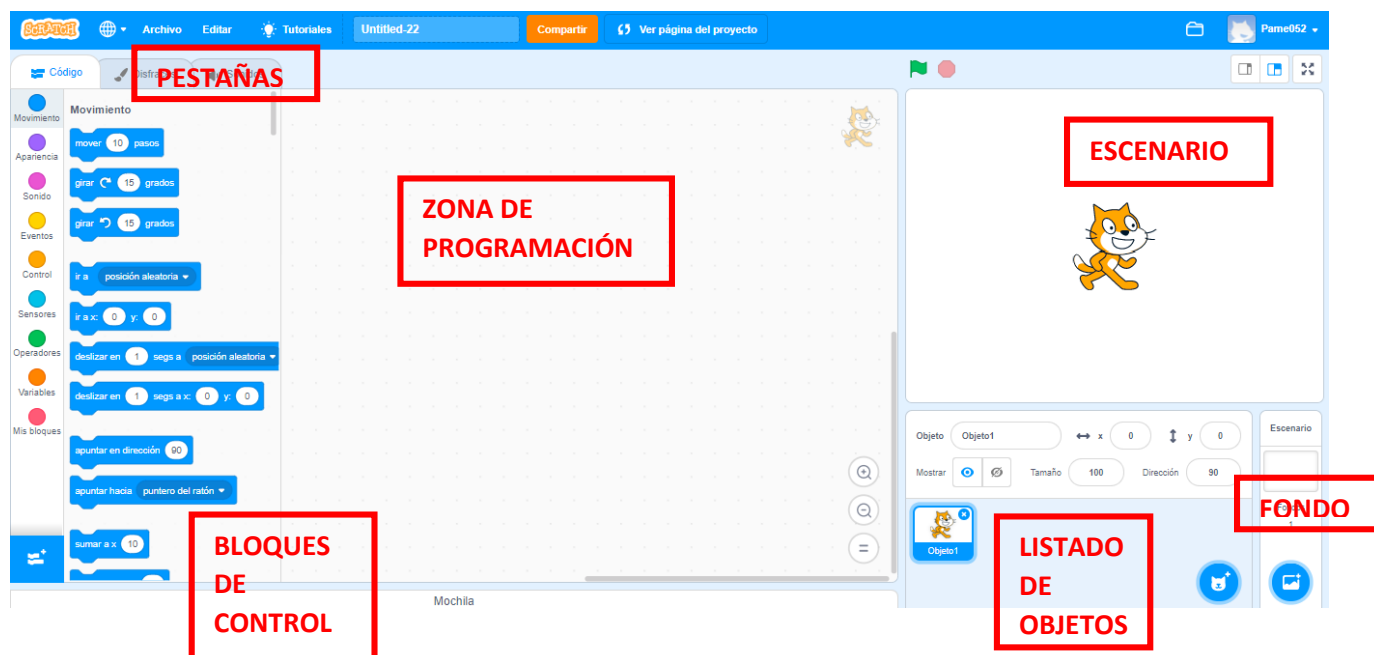 SCRATCH Archivo Editar Tutoriales Untitled-22 Compartir Ver página del proyecto Pame052
Código Disfraces Sonidos
PESTAÑAS
Movimiento
Apariencia
Sonido
Eventos
Control
Sensores
Operadores
Variables
Mis bloques
Movimiento
mover 10 pasos
girar 15 grados
girar 15 grados
ir a posición aleatoria
ir a x: 0 y: 0
deslizar en 1 segs a posición aleatoria
deslizar en 1 segs a x: 0 y: 0
apuntar en dirección 90
apuntar hacia puntero del ratón
sumar a x 10
BLOQUES
DE
CONTROL
ZONA DE
PROGRAMACIÓN
Mochila
ESCENARIO
Objeto Objeto1 x 0 y 0
Mostrar Tamaño 100 Dirección 90
Objeto1
LISTADO
DE
OBJETOS
Escenario
FONDO
1